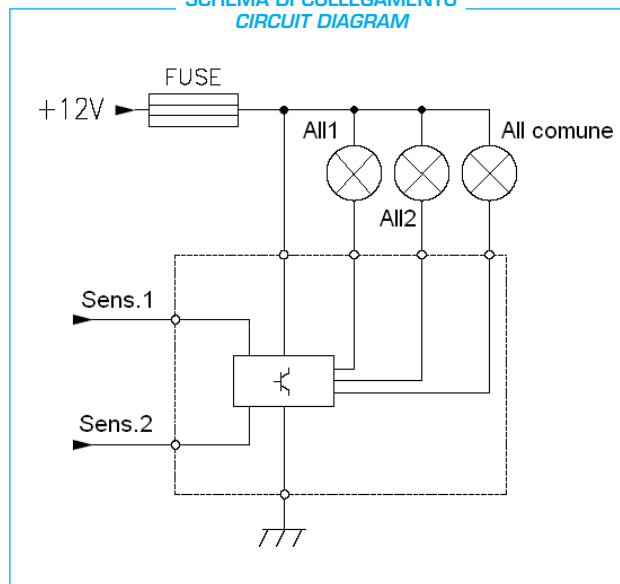 SCHEMA DI COLLEGAMENTO
CIRCUIT DIAGRAM
FUSE
+12V
All1
All comune
All2
Sens.1
Sens.2